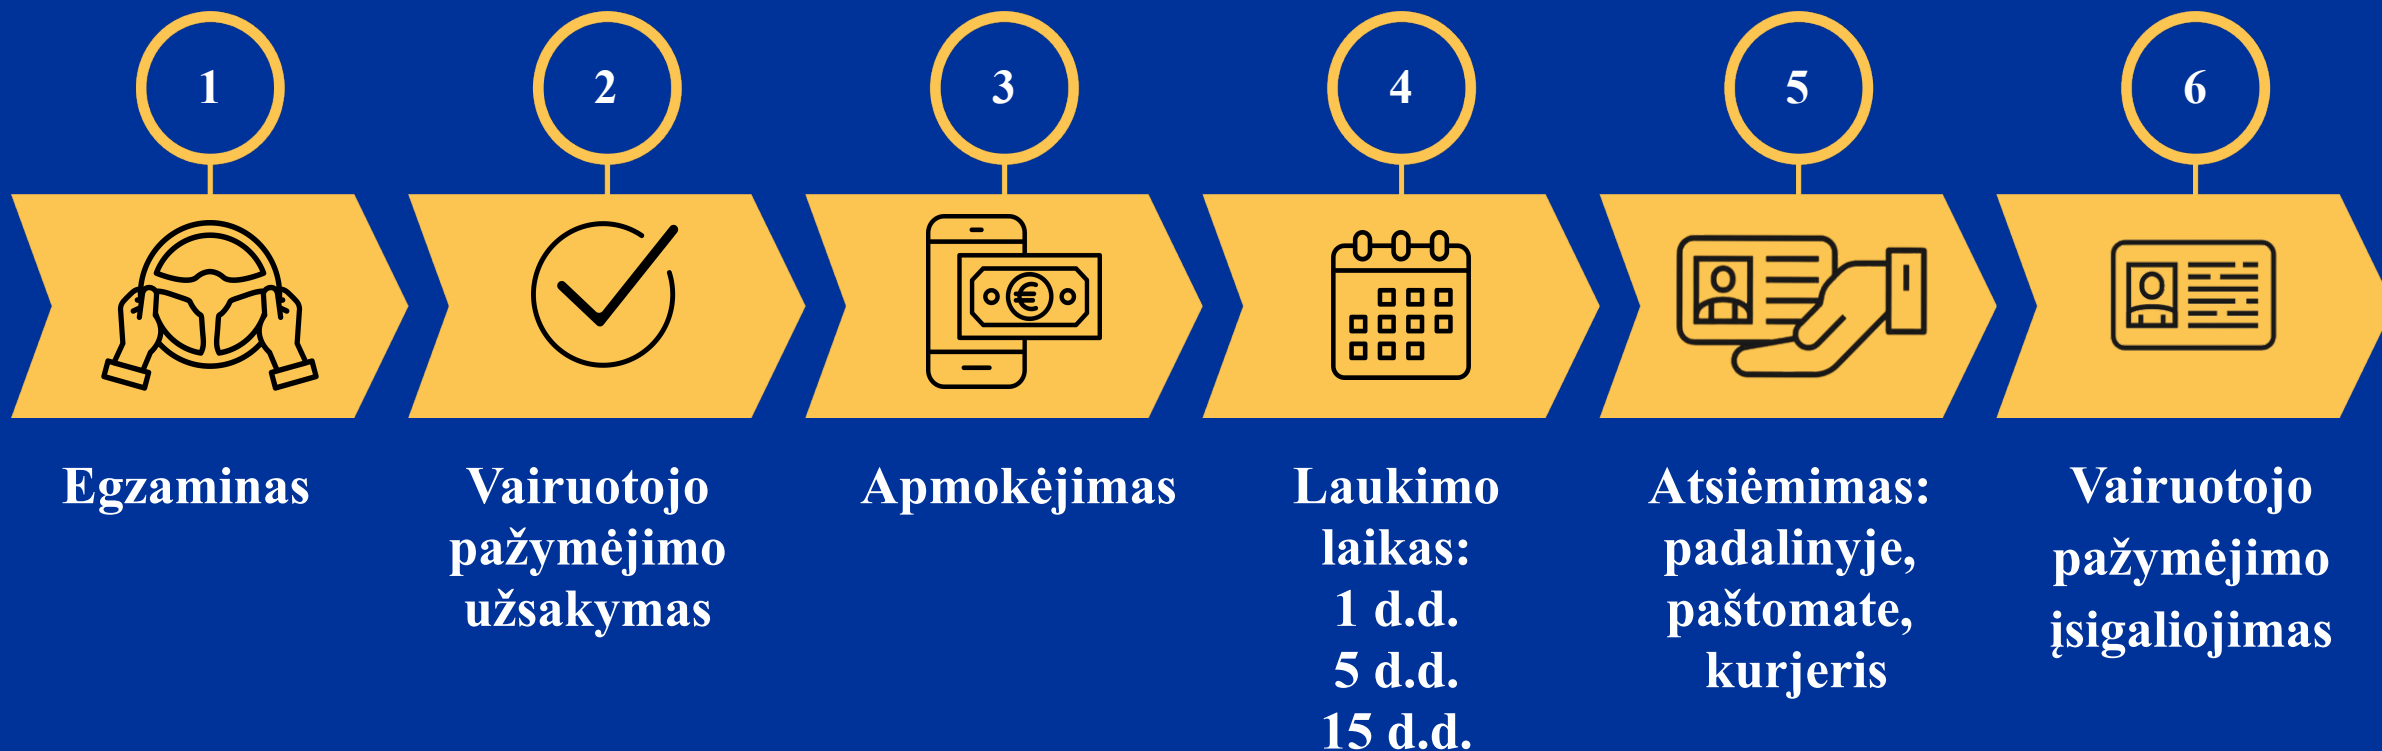 1
2
3
4
5
6
Egzaminas
Vairuotojo
pažymėjimo
užsakymas
Apmokėjimas
Laukimo
laikas:
1 d.d.
5 d.d.
15 d.d.
Atsiėmimas:
padalinyje,
paštomate,
kurjeris
Vairuotojo
pažymėjimo
įsigaliojimas